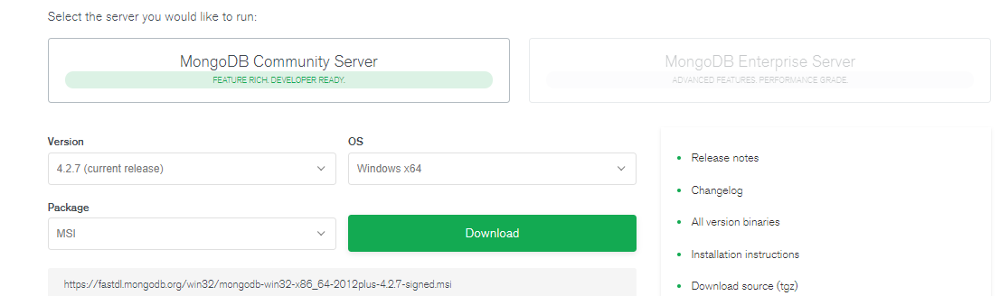 Select the server you would like to run:
MongoDB Community Server
FEATURE RICH. DEVELOPER READY.
MongoDB Enterprise Server
ADVANCED FEATURES. PERFORMANCE GRADE.
Version
4.2.7 (current release)
OS
Windows x64
Package
MSI
Download
https://fastdl.mongodb.org/win32/mongodb-win32-x86_64-2012plus-4.2.7-signed.msi
Release notes
Changelog
All version binaries
Installation instructions
Download source (tgz)